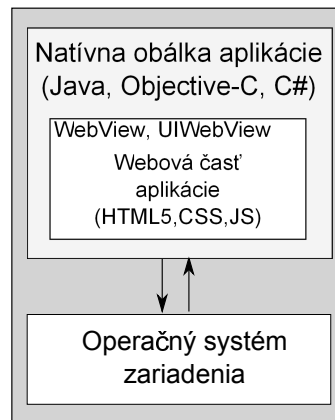 Natívna obálka aplikácie
(Java, Objective-C, C#)
WebView, UIWebView
Webová časť
aplikácie
(HTML5,CSS,JS)
Operačný systém
zariadenia